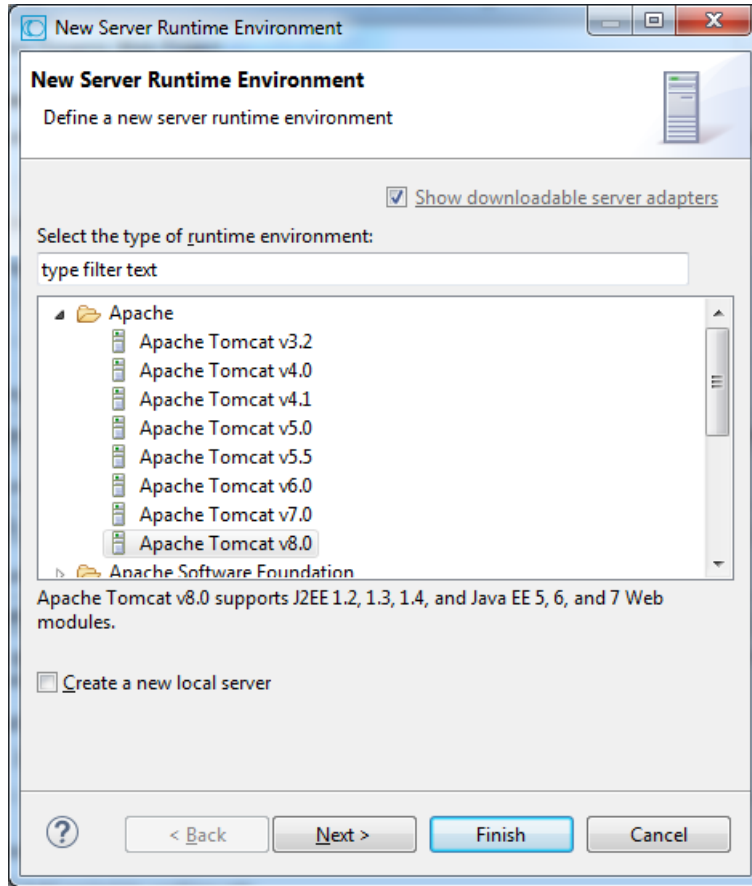 New Server Runtime Environment
New Server Runtime Environment
Define a new server runtime environment
Show downloadable server adapters
Select the type of runtime environment:
type filter text
Apache
Apache Tomcat v3.2
Apache Tomcat v4.0
Apache Tomcat v4.1
Apache Tomcat v5.0
Apache Tomcat v5.5
Apache Tomcat v6.0
Apache Tomcat v7.0
Apache Tomcat v8.0
Apache Software Foundation
Apache Tomcat v8.0 supports J2EE 1.2, 1.3, 1.4, and Java EE 5, 6, and 7 Web
modules.
Create a new local server
? < Back Next > Finish Cancel